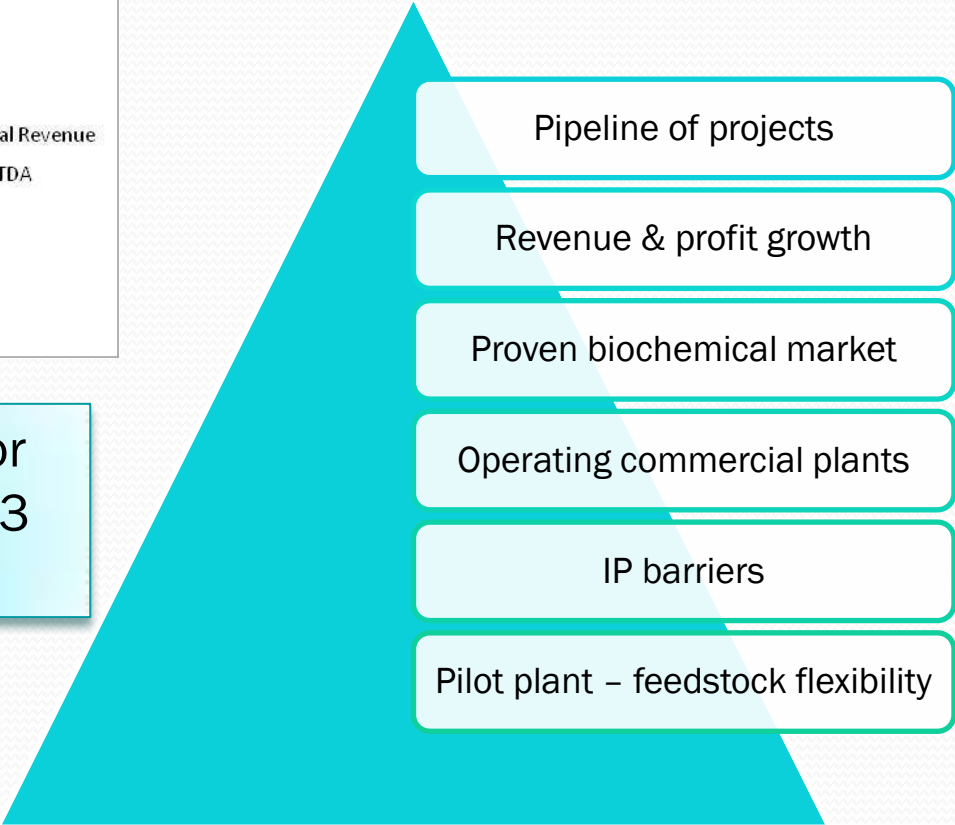 al Revenue
TDA
or
3
Pipeline of projects
Revenue & profit growth
Proven biochemical market
Operating commercial plants
IP barriers
Pilot plant – feedstock flexibility